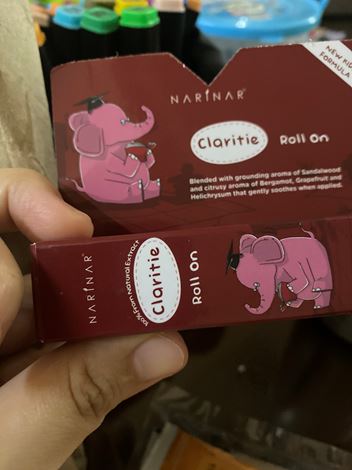 NEW KID
FORMULA
NARINAR®
Claritie Roll On
Blended with grounding aroma of Sandalwood
and citrusy aroma of Bergamot, Grapefruit and
Helichrysum that gently soothes when applied.
NARINAR®
100% From Natural Extract
Claritie
Roll On